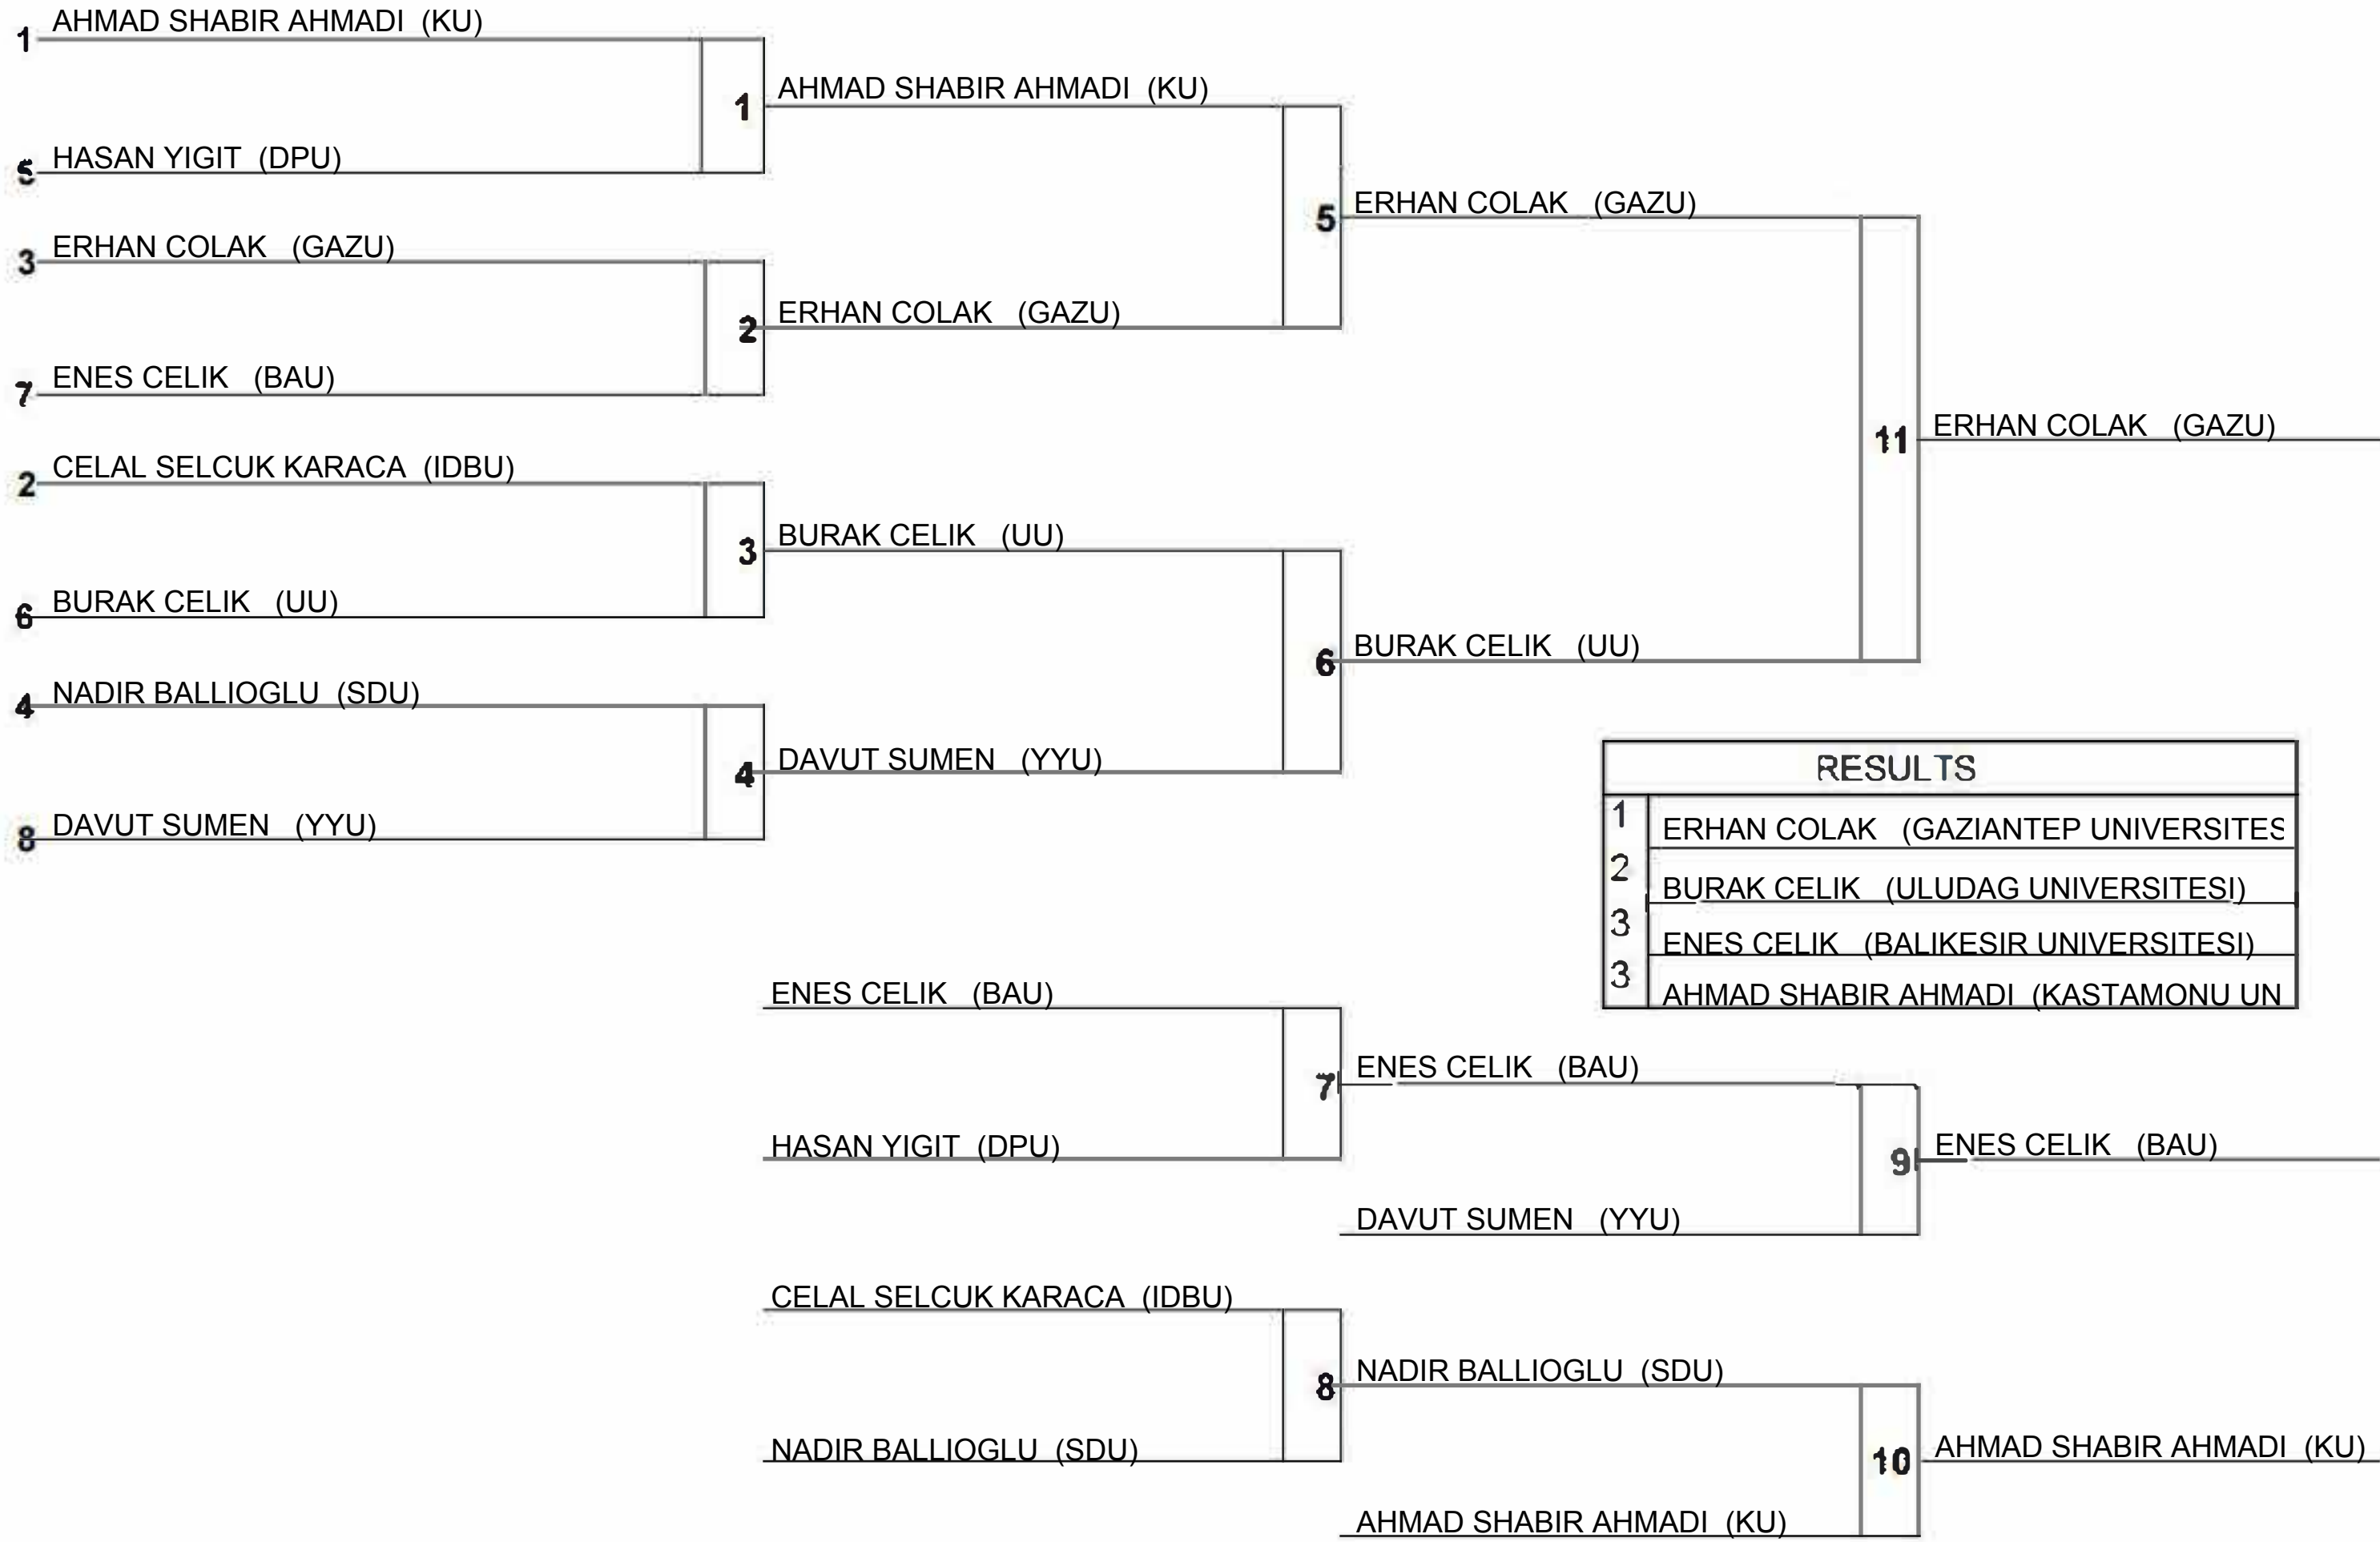 1 AHMAD SHABIR AHMADI (KU)
1 AHMAD SHABIR AHMADI (KU)
5 HASAN YIGIT (DPU)
5 ERHAN COLAK (GAZU)
3 ERHAN COLAK (GAZU)
2 ERHAN COLAK (GAZU)
7 ENES CELIK (BAU)
11 ERHAN COLAK (GAZU)
2 CELAL SELCUK KARACA (IDBU)
3 BURAK CELIK (UU)
6 BURAK CELIK (UU)
6 BURAK CELIK (UU)
4 NADIR BALLIOGLU (SDU)
4 DAVUT SUMEN (YYU)
8 DAVUT SUMEN (YYU)
RESULTS
1 ERHAN COLAK (GAZIANTEP UNIVERSITES
2 BURAK CELIK (ULUDAG UNIVERSITESI)
3 ENES CELIK (BALIKESIR UNIVERSITESI)
3 AHMAD SHABIR AHMADI (KASTAMONU UN
ENES CELIK (BAU)
7 ENES CELIK (BAU)
HASAN YIGIT (DPU)
9 ENES CELIK (BAU)
DAVUT SUMEN (YYU)
CELAL SELCUK KARACA (IDBU)
8 NADIR BALLIOGLU (SDU)
NADIR BALLIOGLU (SDU)
10 AHMAD SHABIR AHMADI (KU)
AHMAD SHABIR AHMADI (KU)